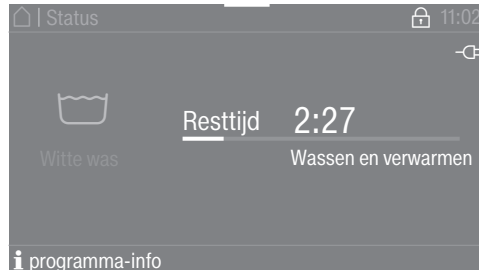 | Status 11:02
Resttijd 2:27
Witte was
Wassen en verwarmen
i programma-info